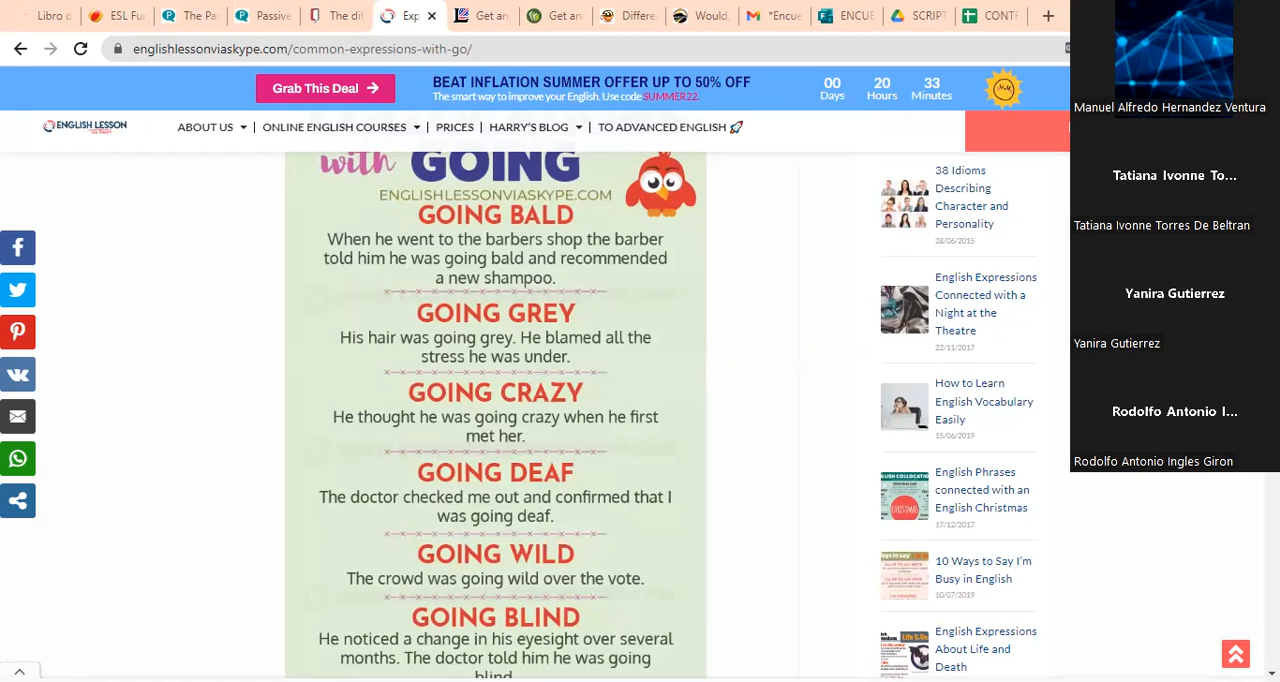 Libro d
ESL Fu
The Pa
Passive
The di
Exp
Get an
Get an
Differe
Would,
*Encue
ENCUE
SCRIPT
CONT
englishlessonviaskype.com/common-expressions-with-go/
Grab This Deal
BEAT INFLATION SUMMER OFFER UP TO 50% OFF
The smart way to improve your English. Use code SUMMER22.
00 20 33
Days Hours Minutes
ENGLISH LESSON
ABOUT US
ONLINE ENGLISH COURSES
PRICES
HARRY'S BLOG
TO ADVANCED ENGLISH
with GOING
ENGLISHLESSONVIASKYPE.COM
GOING BALD
When he went to the barbers shop the barber
told him he was going bald and recommended
a new shampoo.
GOING GREY
His hair was going grey. He blamed all the
stress he was under.
GOING CRAZY
He thought he was going crazy when he first
met her.
GOING DEAF
The doctor checked me out and confirmed that I
was going deaf.
GOING WILD
The crowd was going wild over the vote.
GOING BLIND
He noticed a change in his eyesight over several
months. The doctor told him he was going
blind.
38 Idioms
Describing
Character and
Personality
28/06/2015
English Expressions
Connected with a
Night at the
Theatre
22/11/2017
How to Learn
English Vocabulary
Easily
15/06/2019
English Phrases
connected with an
English Christmas
17/12/2017
10 Ways to Say I'm
Busy in English
10/07/2019
English Expressions
About Life and
Death
Manuel Alfredo Hernandez Ventura
Tatiana Ivonne To...
Tatiana Ivonne Torres De Beltran
Yanira Gutierrez
Yanira Gutierrez
Rodolfo Antonio I...
Rodolfo Antonio Ingles Giron